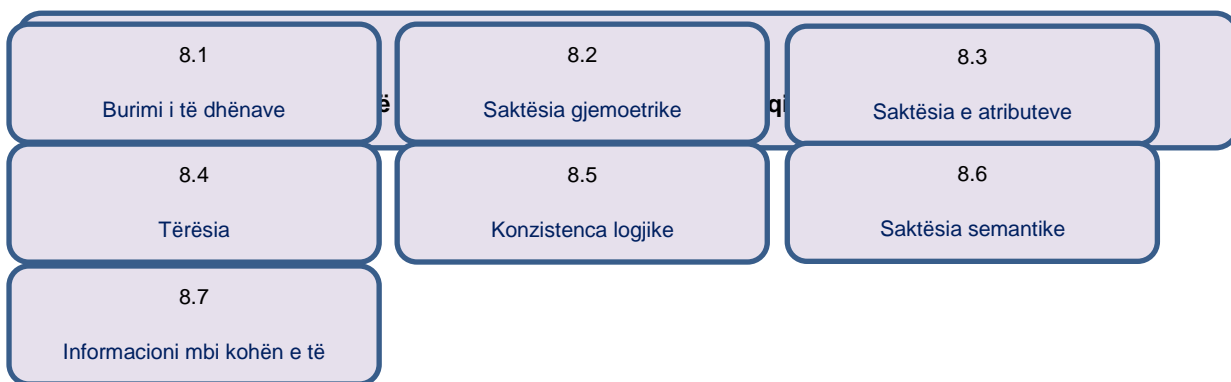 8.1
Burimi i të dhënave
8.2
Saktësia gjemoetrike
8.3
Saktësia e atributeve
8.4
Tërësia
8.5
Konzistenca logjike
8.6
Saktësia semantike
8.7
Informacioni mbi kohën e të